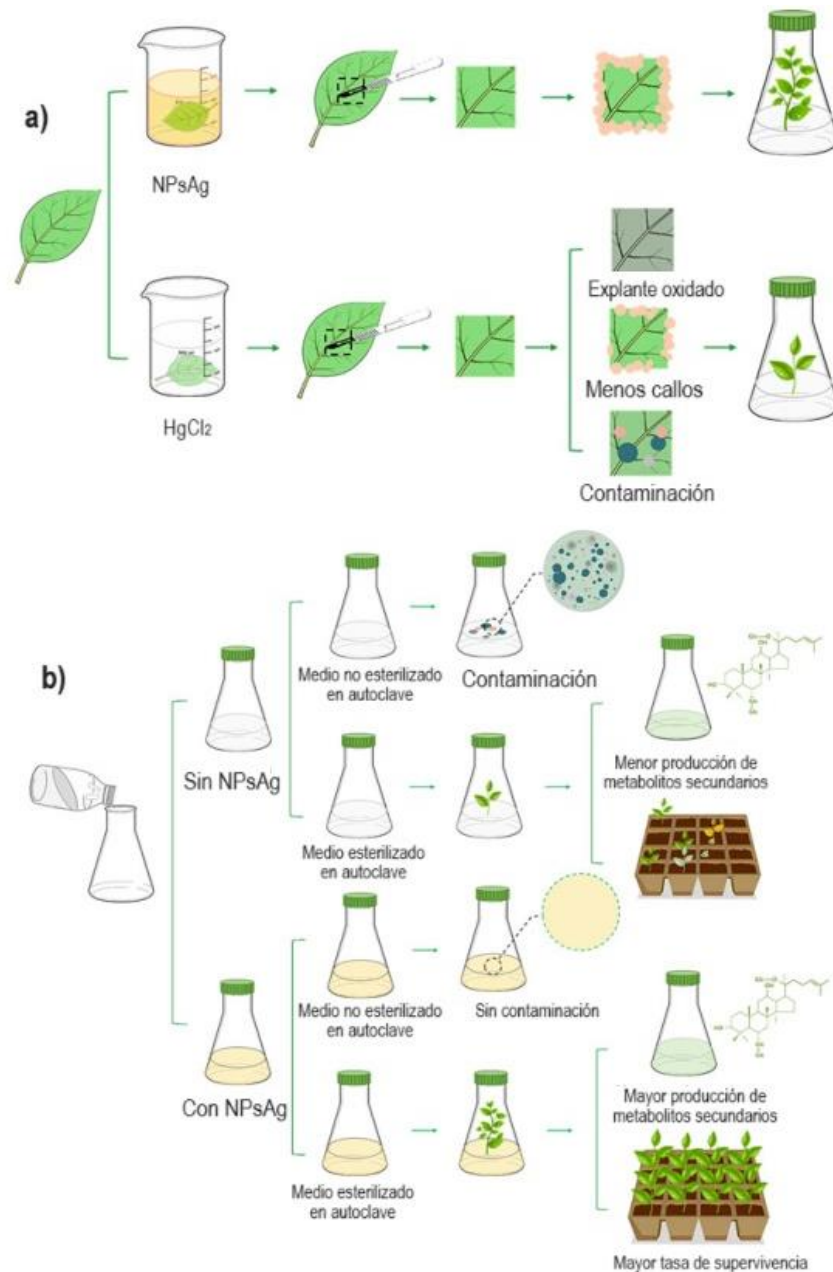 a)
NPsAg
HgCl₂
Explante oxidado
Menos callos
Contaminación
b)
Sin NPsAg
Medio no esterilizado
en autoclave
Contaminación
Medio esterilizado
en autoclave
Menor producción de
metabolitos secundarios
Con NPsAg
Medio no esterilizado
en autoclave
Sin contaminación
Medio esterilizado
en autoclave
Mayor producción de
metabolitos secundarios
Mayor tasa de supervivencia